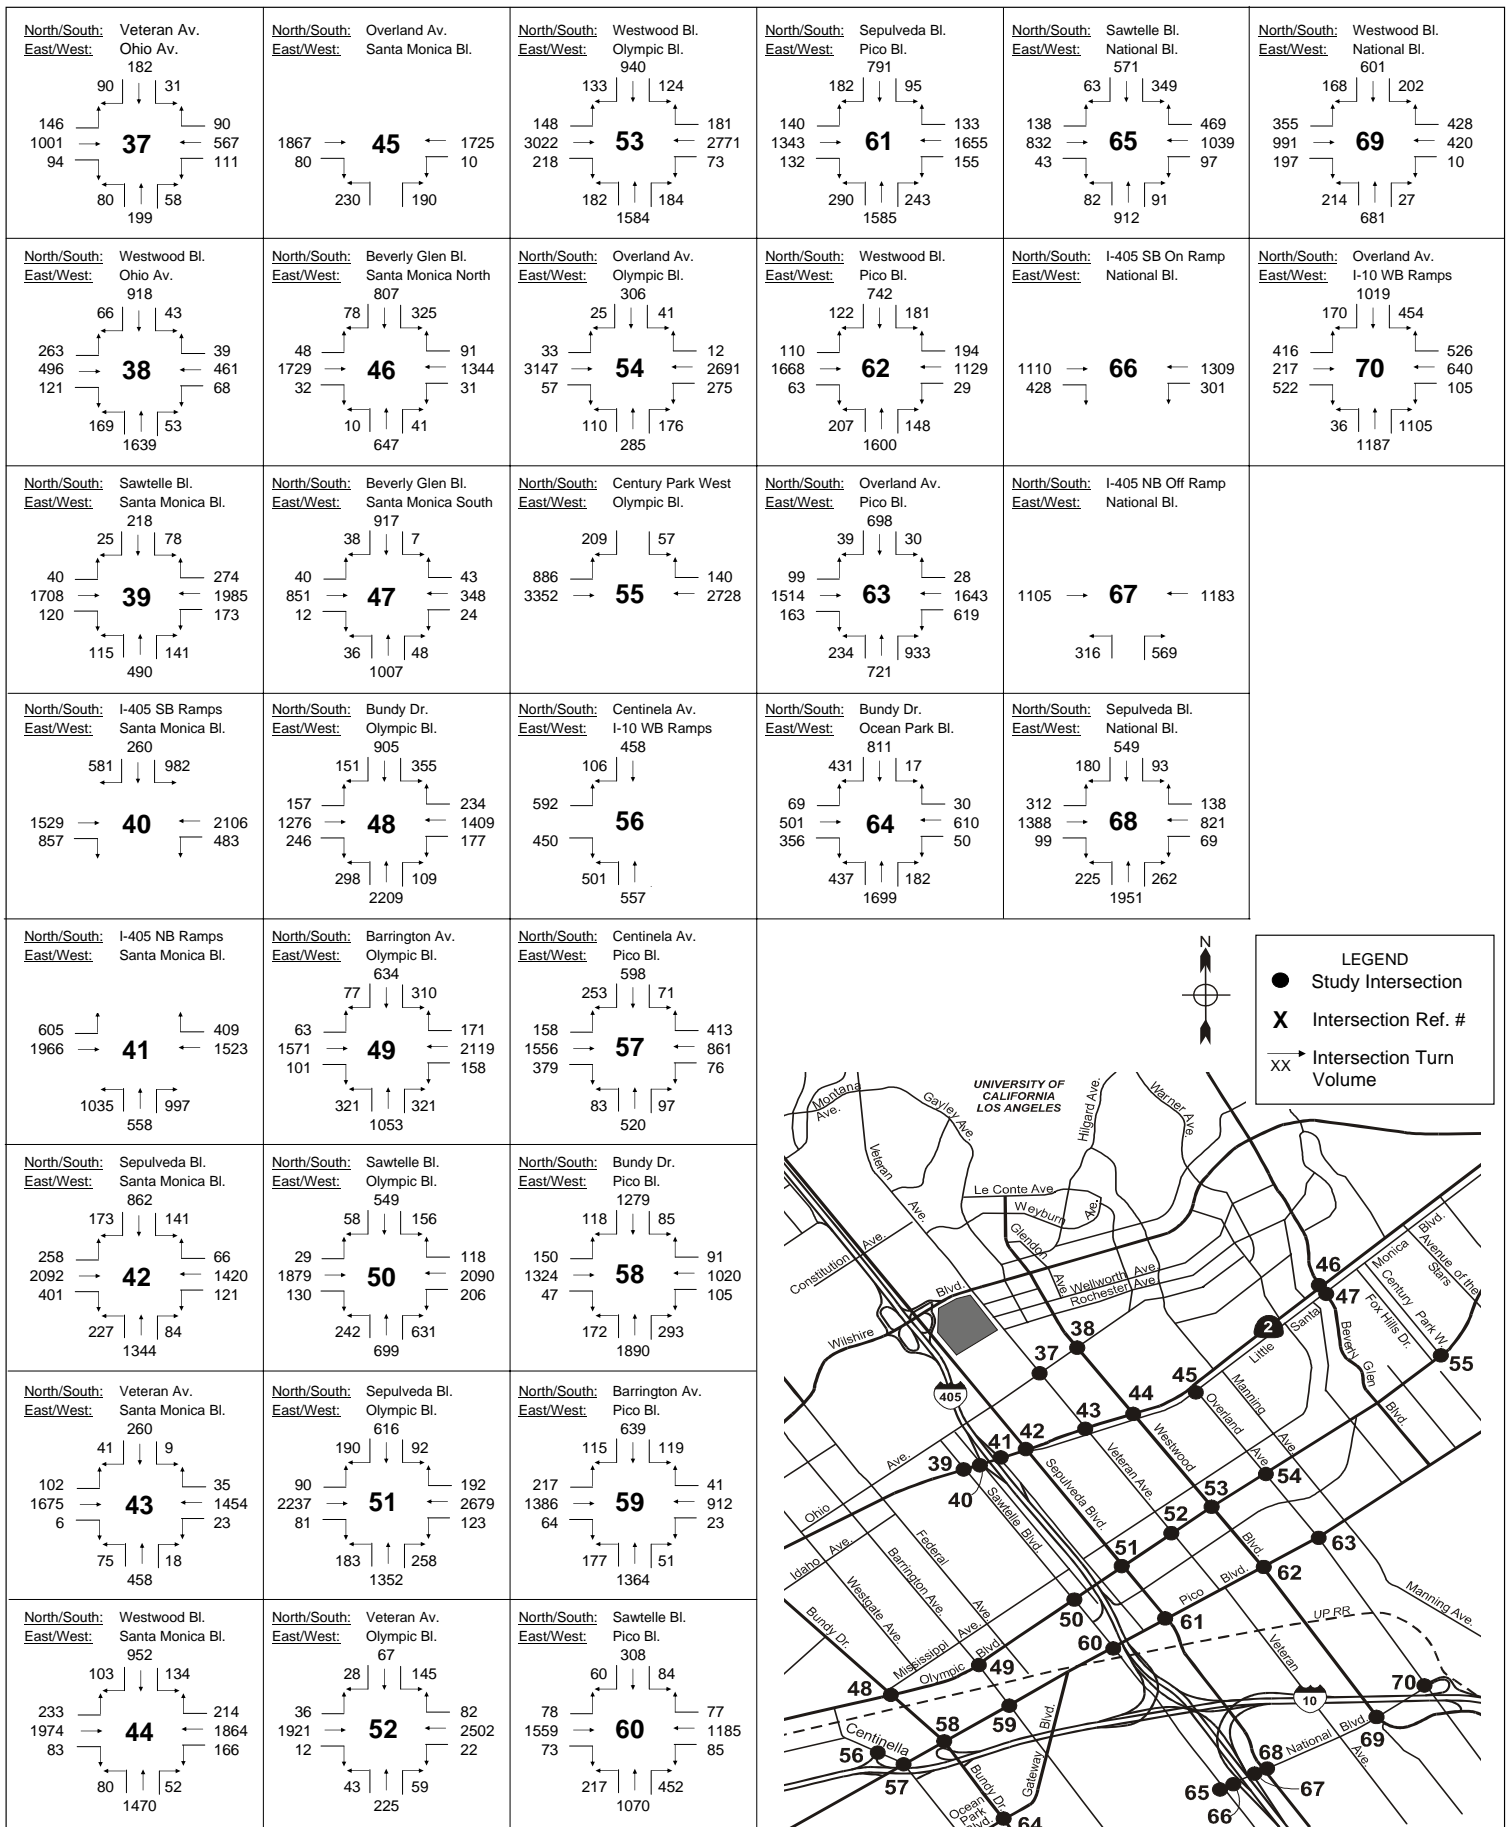 North/South: Veteran Av.
East/West: Ohio Av.
182
90 31
146 90
1001 37 567
94 111
80 58
199
North/South: Overland Av.
East/West: Santa Monica Bl.
1867 45 1725
80 10
230 190
North/South: Westwood Bl.
East/West: Olympic Bl.
940
133 124
148 181
3022 53 2771
218 73
182 184
1584
North/South: Sepulveda Bl.
East/West: Pico Bl.
791
182 95
140 133
1343 61 1655
132 155
290 243
1585
North/South: Sawtelle Bl.
East/West: National Bl.
571
63 349
138 469
832 65 1039
43 97
82 91
912
North/South: Westwood Bl.
East/West: National Bl.
601
168 202
355 428
991 69 420
197 10
214 27
681
North/South: Westwood Bl.
East/West: Ohio Av.
918
66 43
263 39
496 38 461
121 68
169 53
1639
North/South: Beverly Glen Bl.
East/West: Santa Monica North
807
78 325
48 91
1729 46 1344
32 31
10 41
647
North/South: Overland Av.
East/West: Olympic Bl.
306
25 41
33 12
3147 54 2691
57 275
110 176
285
North/South: Westwood Bl.
East/West: Pico Bl.
742
122 181
110 194
1668 62 1129
63 29
207 148
1600
North/South: I-405 SB On Ramp
East/West: National Bl.
1110 66 1309
428 301
North/South: Overland Av.
East/West: I-10 WB Ramps
1019
170 454
416 526
217 70 640
522 105
36 1105
1187
North/South: Sawtelle Bl.
East/West: Santa Monica Bl.
218
25 78
40 274
1708 39 1985
120 173
115 141
490
North/South: Beverly Glen Bl.
East/West: Santa Monica South
917
38 7
40 43
851 47 348
12 24
36 48
1007
North/South: Century Park West
East/West: Olympic Bl.
209 57
886 140
3352 55 2728
North/South: Overland Av.
East/West: Pico Bl.
698
39 30
99 28
1514 63 1643
163 619
234 933
721
North/South: I-405 NB Off Ramp
East/West: National Bl.
1105 67 1183
316 569
North/South: I-405 SB Ramps
East/West: Santa Monica Bl.
260
581 982
1529 40 2106
857 483
North/South: Bundy Dr.
East/West: Olympic Bl.
905
151 355
157 234
1276 48 1409
246 177
298 109
2209
North/South: Centinela Av.
East/West: I-10 WB Ramps
458
106
592
56
450
501
557
North/South: Bundy Dr.
East/West: Ocean Park Bl.
811
431 17
69 30
501 64 610
356 50
437 182
1699
North/South: Sepulveda Bl.
East/West: National Bl.
549
180 93
312 138
1388 68 821
99 69
225 262
1951
North/South: I-405 NB Ramps
East/West: Santa Monica Bl.
605 409
1966 41 1523
1035 997
558
North/South: Barrington Av.
East/West: Olympic Bl.
634
77 310
63 171
1571 49 2119
101 158
321 321
1053
North/South: Centinela Av.
East/West: Pico Bl.
598
253 71
158 413
1556 57 861
379 76
83 97
520
North/South: Sepulveda Bl.
East/West: Santa Monica Bl.
862
173 141
258 66
2092 42 1420
401 121
227 84
1344
North/South: Sawtelle Bl.
East/West: Olympic Bl.
549
58 156
29 118
1879 50 2090
130 206
242 631
699
North/South: Bundy Dr.
East/West: Pico Bl.
1279
118 85
150 91
1324 58 1020
47 105
172 293
1890
North/South: Veteran Av.
East/West: Santa Monica Bl.
260
41 9
102 35
1675 43 1454
6 23
75 18
458
North/South: Sepulveda Bl.
East/West: Olympic Bl.
616
190 92
90 192
2237 51 2679
81 123
183 258
1352
North/South: Barrington Av.
East/West: Pico Bl.
639
115 119
217 41
1386 59 912
64 23
177 51
1364
North/South: Westwood Bl.
East/West: Santa Monica Bl.
952
103 134
233 214
1974 44 1864
83 166
80 52
1470
North/South: Veteran Av.
East/West: Olympic Bl.
67
28 145
36 82
1921 52 2502
12 22
43 59
225
North/South: Sawtelle Bl.
East/West: Pico Bl.
308
60 84
78 77
1559 60 1185
73 85
217 452
1070
N
LEGEND
Study Intersection
X Intersection Ref. #
XX Intersection Turn
Volume
UNIVERSITY OF
CALIFORNIA
LOS ANGELES
Montana
Ave.
Gayley Ave.
Hilgard Ave.
Warner Ave.
Veteran
Ave.
Le Conte Ave.
Weyburn
Ave.
Glendon
Ave.
Constitution Ave.
Wellworth Ave.
Rochester Ave.
Wilshire
Blvd.
Monica
Blvd.
Avenue of the
Stars
Century
Park W.
Fox Hills Dr.
46
47
2
Santa
Little
Beverly
Glen
Blvd.
55
38
37
405
45
44
43
42
41
39
40
Overland
Ave.
Manning
Ave.
Westwood
Blvd.
Veteran Ave.
Sepulveda Blvd.
Sawtelle Blvd.
Ohio
Ave.
Idaho Ave.
Federal
Ave.
Barrington Ave.
Westgate Ave.
Bundy Dr.
Mississippi Ave.
Olympic Blvd.
54
53
52
51
50
63
62
61
60
Pico Blvd.
Manning Ave.
UP RR
Veteran
Ave.
10
49
48
70
69
59
58
56
57
Centinella
Bundy Dr.
Gateway Blvd.
National Blvd.
68
67
65
66
Ocean
Park
Blvd.
64